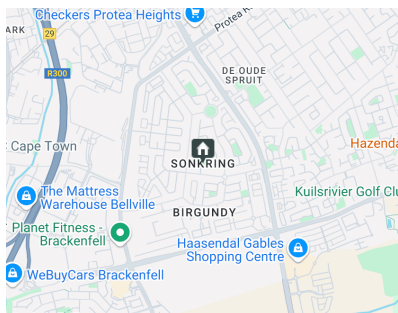 Checkers Protea Heights
Protea R
ARK
29
DE OUDE
SPRUIT
R300
Cape Town
Hazenda
SONKRING
The Mattress
Warehouse Bellville
Kuilsrivier Golf Clu
BIRGUNDY
Planet Fitness -
Brackenfell
Haasendal Gables
Shopping Centre
WeBuyCars Brackenfell